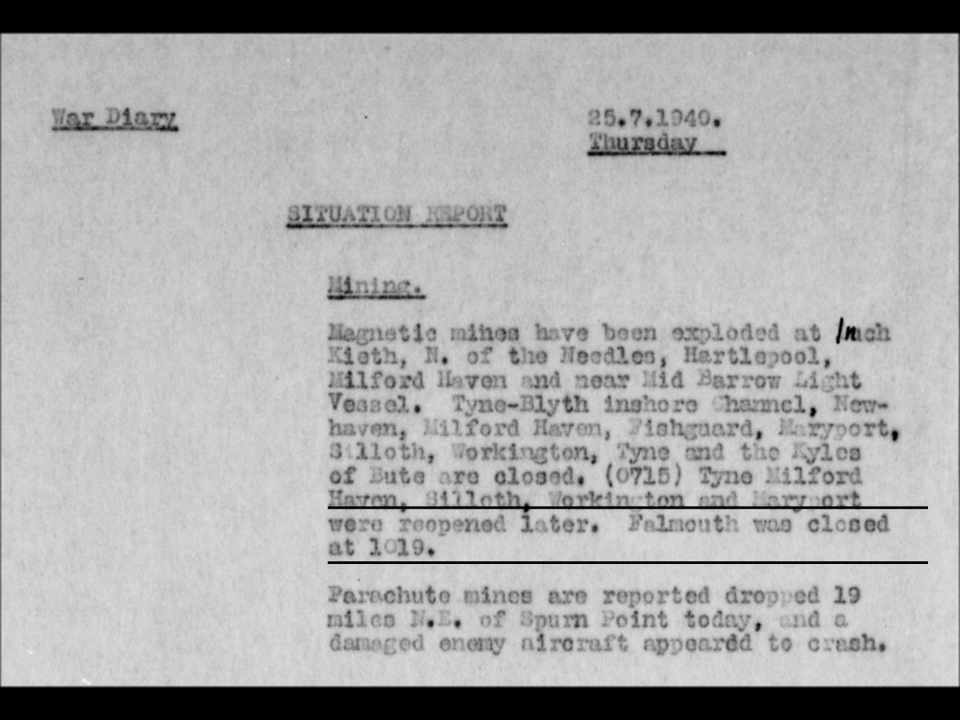 War Diary
25.7.1940.
Thursday
SITUATION REPORT
Mining.
Magnetic mines have been exploded at Inch
Kieth, N. of the Needles, Hartlepool,
Milford Haven and near Mid Barrow Light
Vessel. Tyne-Blyth inshore Channel, New-
haven, Milford Haven, Fishguard, Maryport,
Silloth, Workington, Tyne and the Kyles
of Bute are closed. (0715) Tyne Milford
Haven, Silloth, Workington and Maryport
were reopened later. Falmouth was closed
at 1019.
Parachute mines are reported dropped 19
miles N.E. of Spurn Point today, and a
damaged enemy aircraft appeardd to crash.